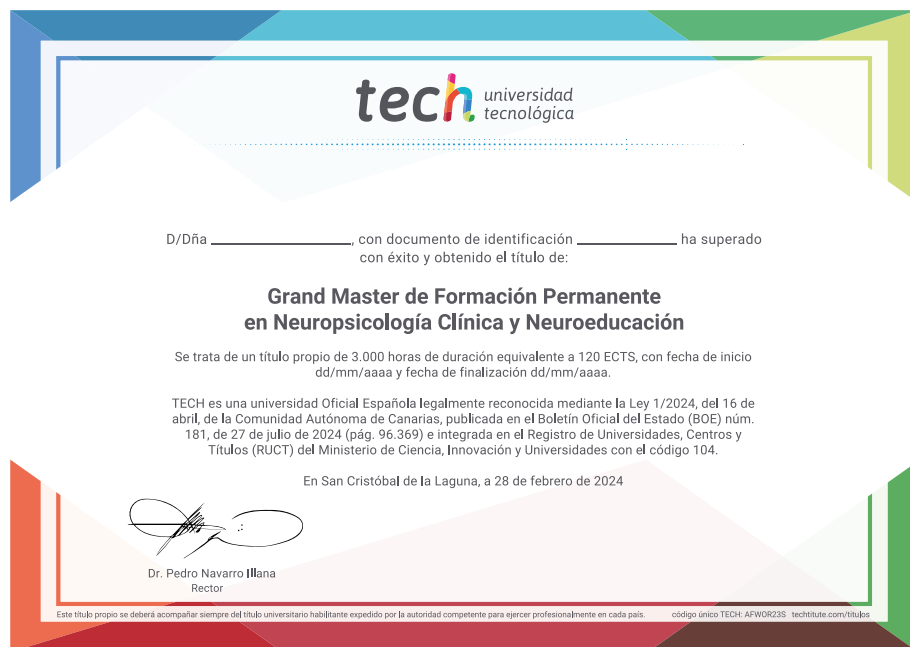 tech universidad
tecnológica
D/Dña ____________________, con documento de identificación ______________ ha superado
con éxito y obtenido el título de:
Grand Master de Formación Permanente
en Neuropsicología Clínica y Neuroeducación
Se trata de un título propio de 3.000 horas de duración equivalente a 120 ECTS, con fecha de inicio
dd/mm/aaaa y fecha de finalización dd/mm/aaaa.
TECH es una universidad Oficial Española legalmente reconocida mediante la Ley 1/2024, del 16 de
abril, de la Comunidad Autónoma de Canarias, publicada en el Boletín Oficial del Estado (BOE) núm.
181, de 27 de julio de 2024 (pág. 96.369) e integrada en el Registro de Universidades, Centros y
Títulos (RUCT) del Ministerio de Ciencia, Innovación y Universidades con el código 104.
En San Cristóbal de la Laguna, a 28 de febrero de 2024
Dr. Pedro Navarro Illana
Rector
Este título propio se deberá acompañar siempre del título universitario habilitante expedido por la autoridad competente para ejercer profesionalmente en cada país. código único TECH: AFWOR23S techtitute.com/titulos